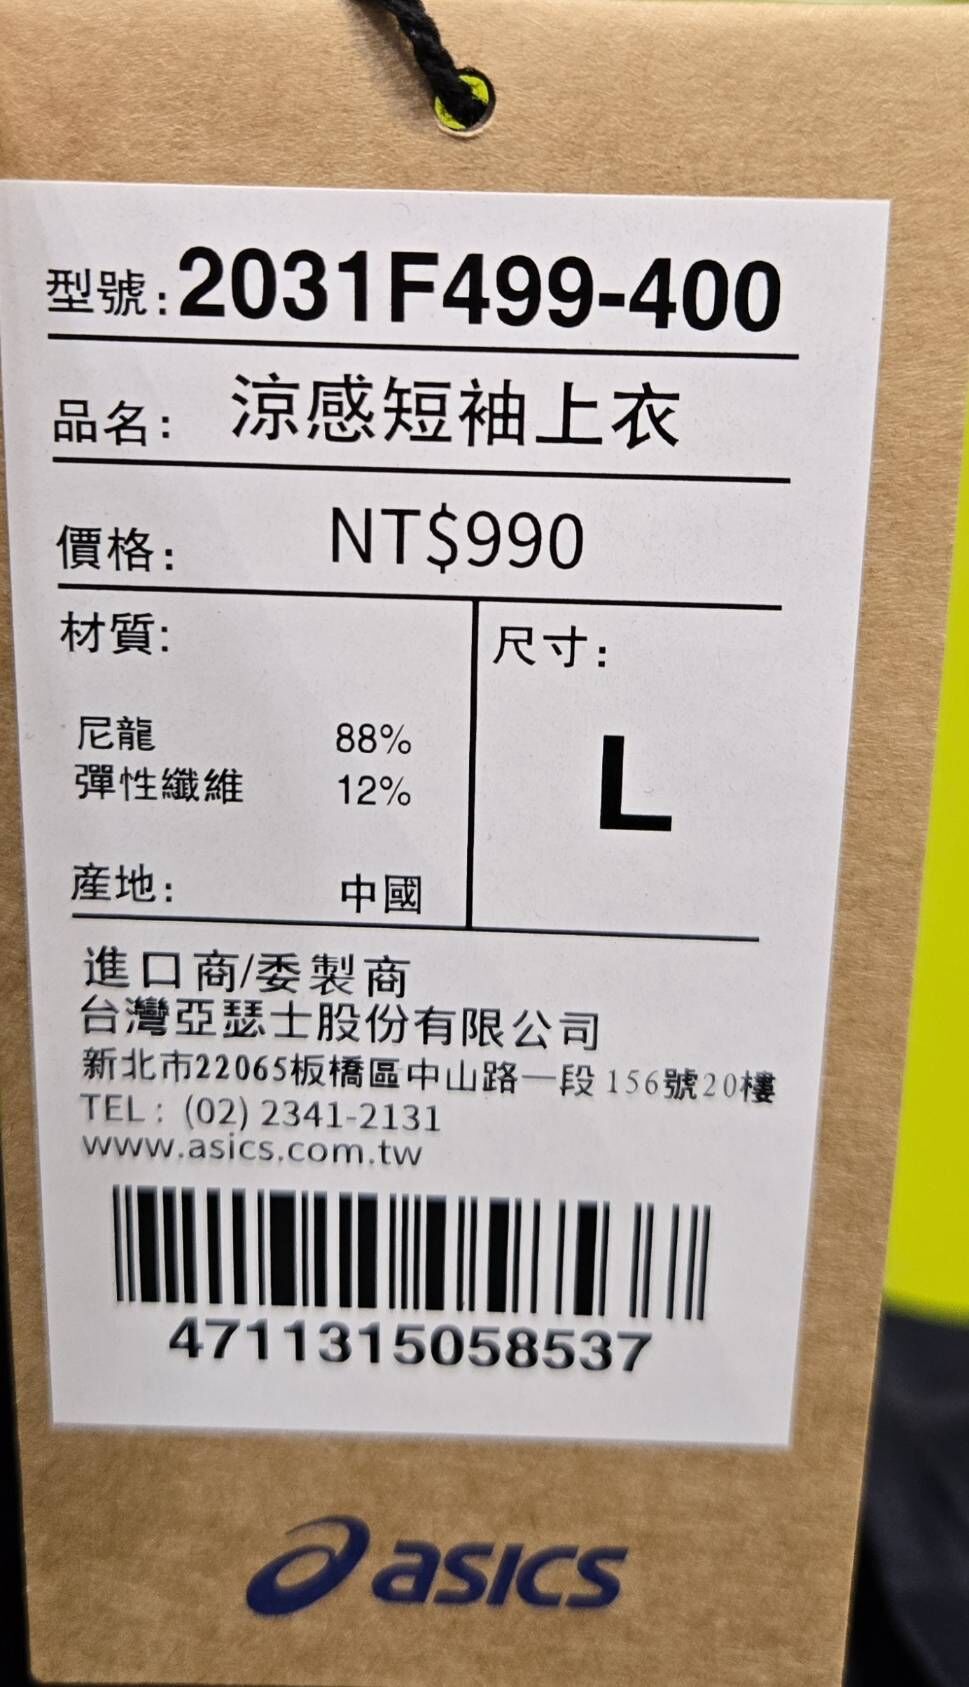 型號:2031F499-400
品名: 涼感短袖上衣
價格: NT$990
材質:
尼龍 88%
彈性纖維 12%
產地: 中國
尺寸:
L
進口商/委製商
台灣亞瑟士股份有限公司
新北市22065板橋區中山路一段156號20樓
TEL: (02) 2341-2131
www.asics.com.tw
4711315058537
asics